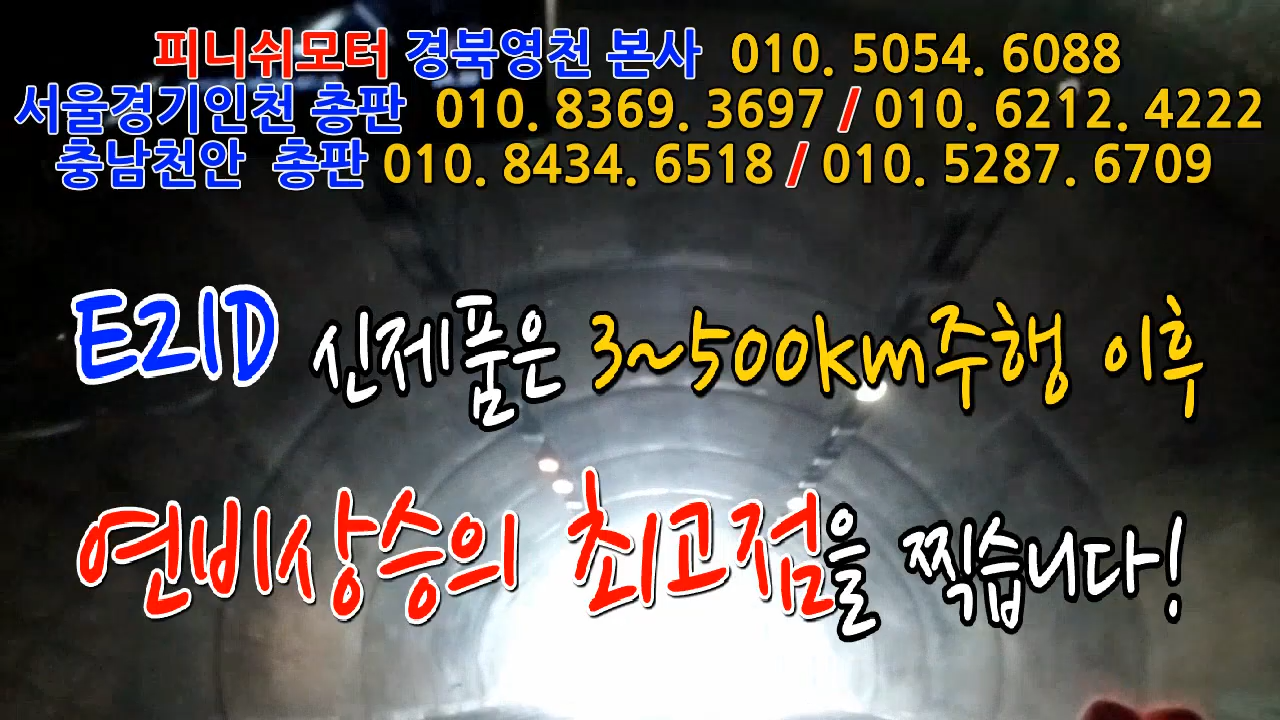 피니쉬모터 경북영천 본사 010. 5054. 6088
서울경기인천 총판 010. 8369. 3697 / 010. 6212. 4222
충남천안 총판 010. 8434. 6518 / 010. 5287. 6709
E21D 신제품은 3~500km주행 이후
연비상승의 최고점을 찍습니다!